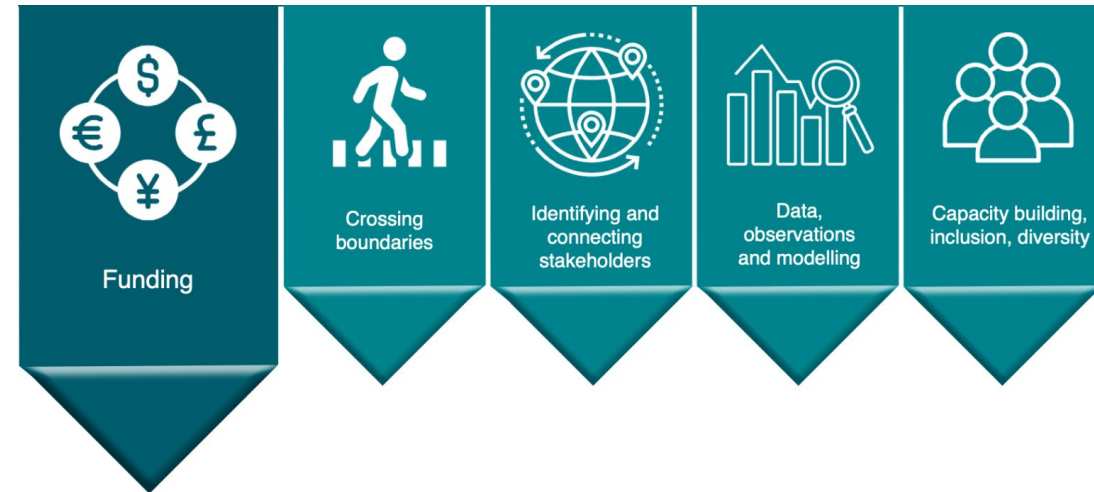 $
€
£
¥
Funding
Crossing
boundaries
Identifying and
connecting
stakeholders
Data,
observations
and modelling
Capacity building,
inclusion, diversity